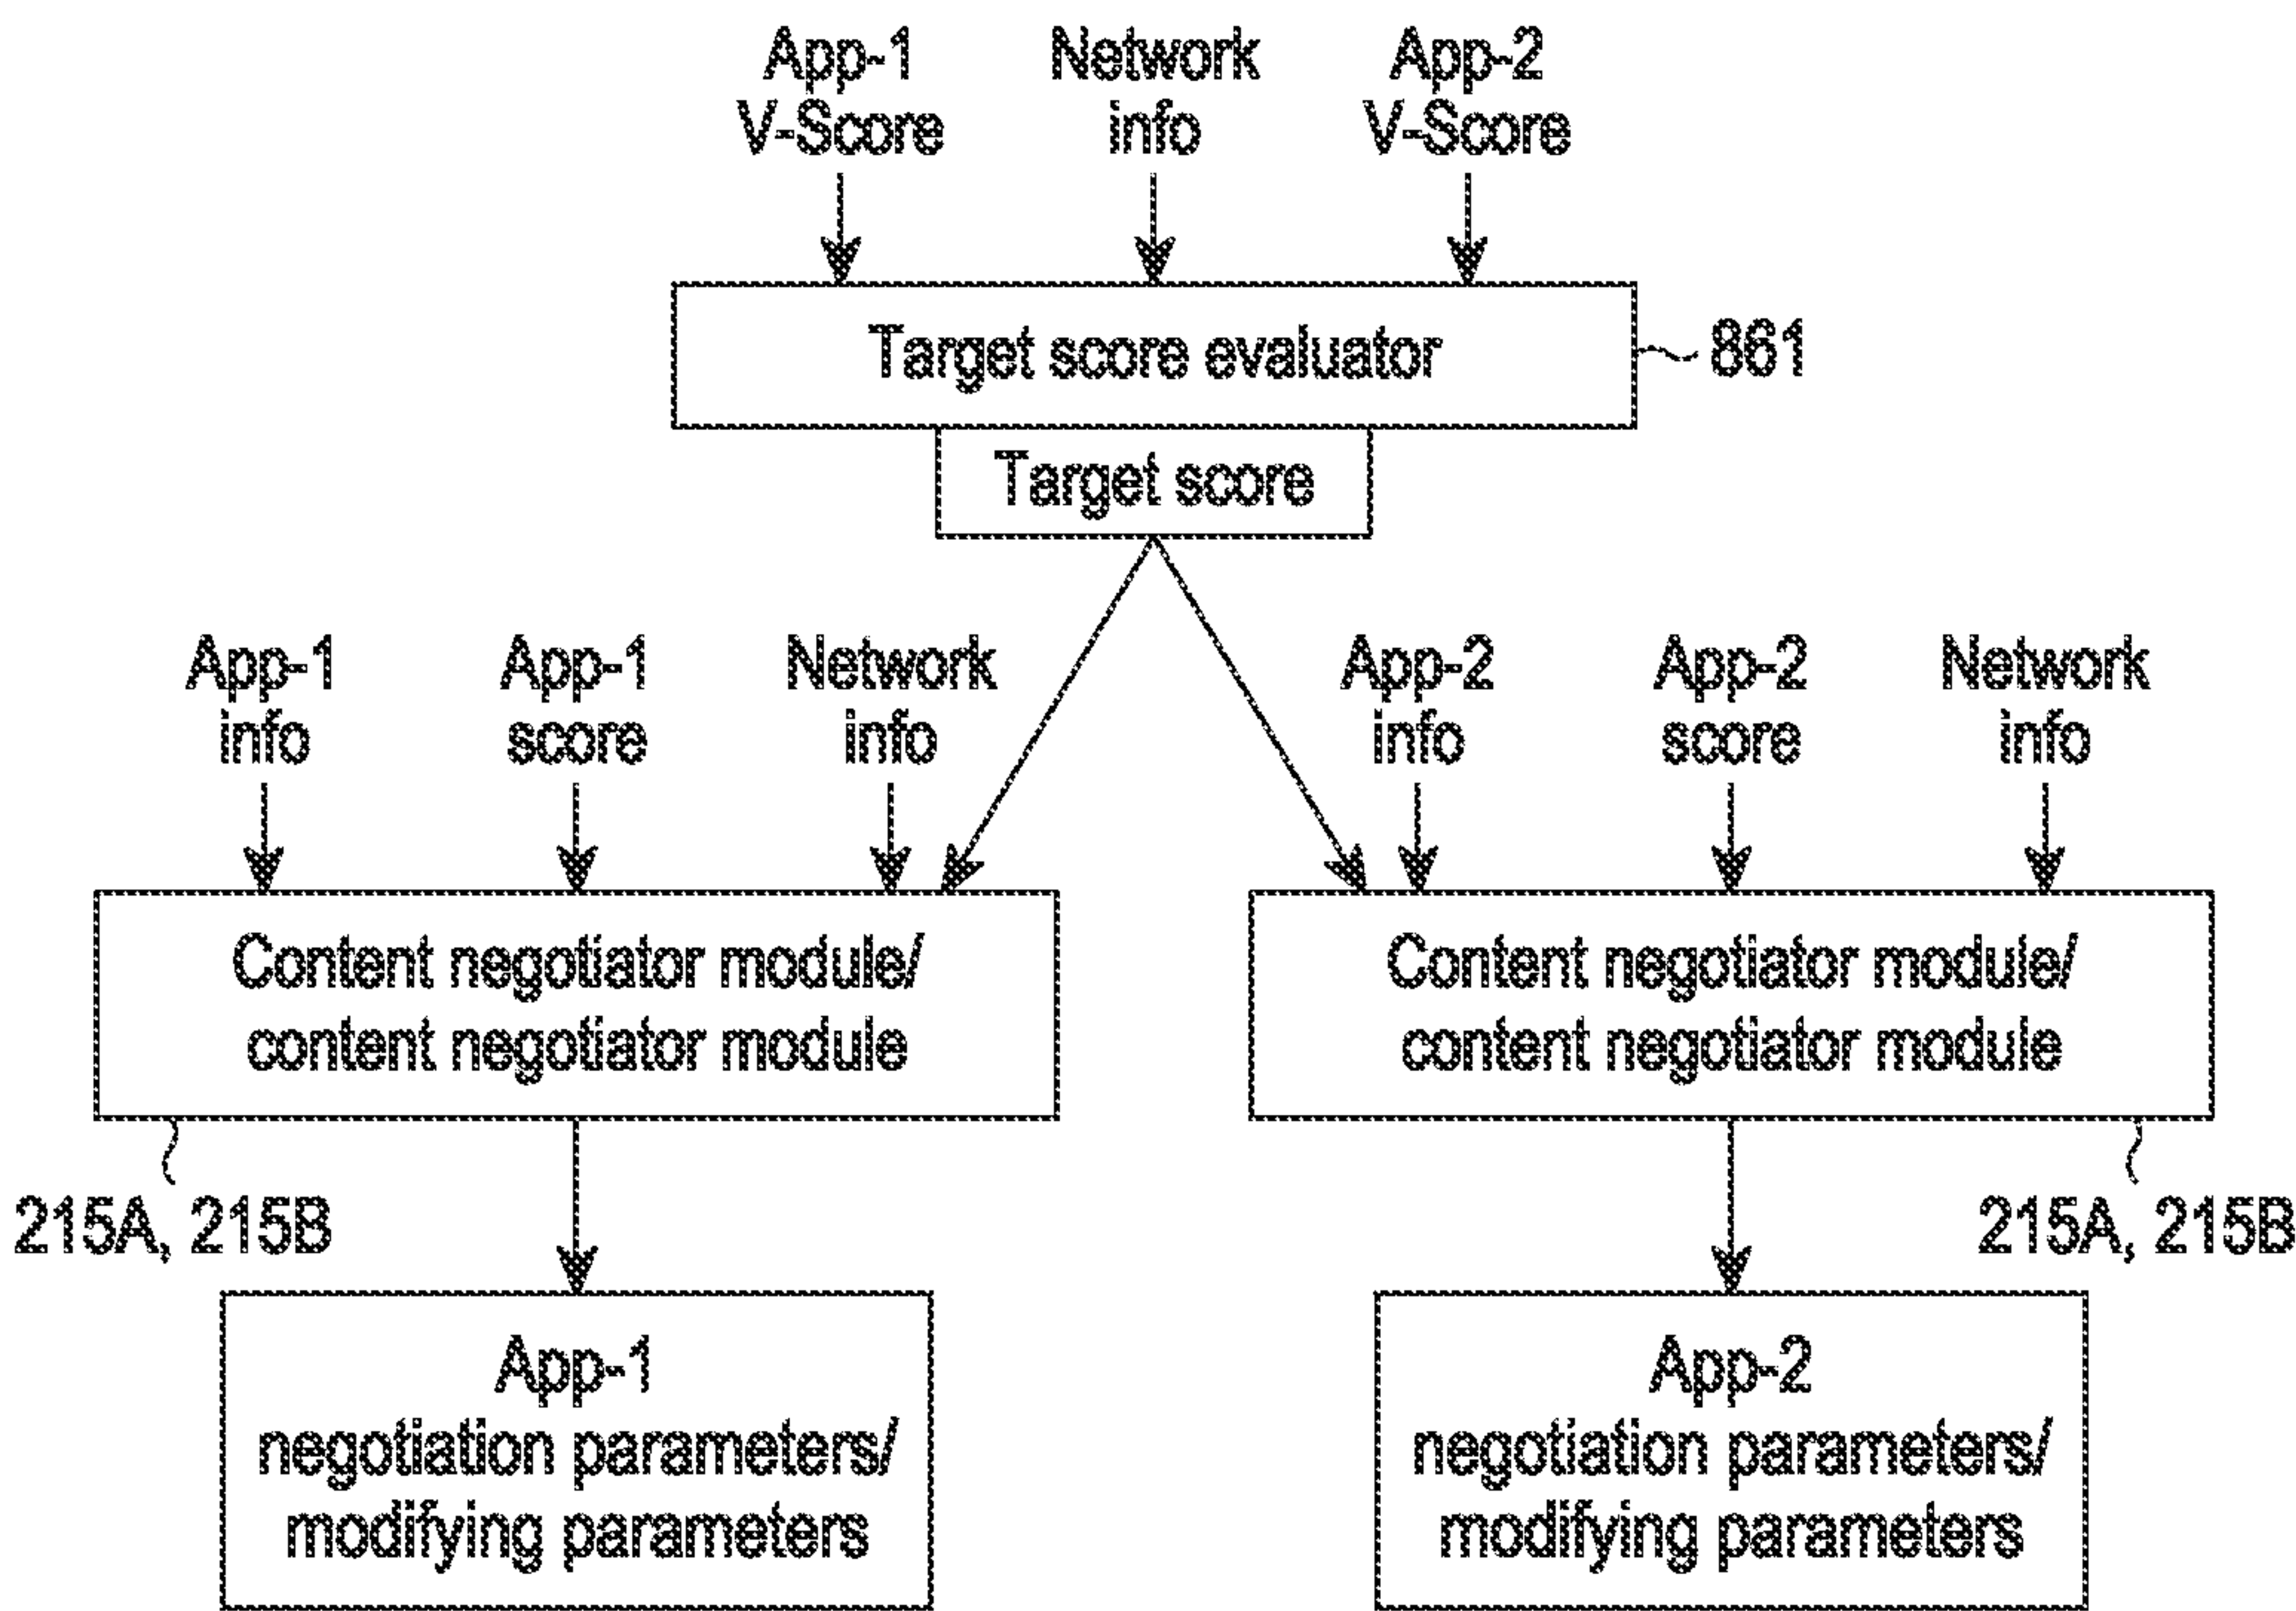 App-1
V-Score
Network
info
App-2
V-Score
Target score evaluator
861
Target score
App-1
info
App-1
score
Network
info
App-2
info
App-2
score
Network
info
Content negotiator module/
content negotiator module
Content negotiator module/
content negotiator module
215A, 215B
215A, 215B
App-1
negotiation parameters/
modifying parameters
App-2
negotiation parameters/
modifying parameters